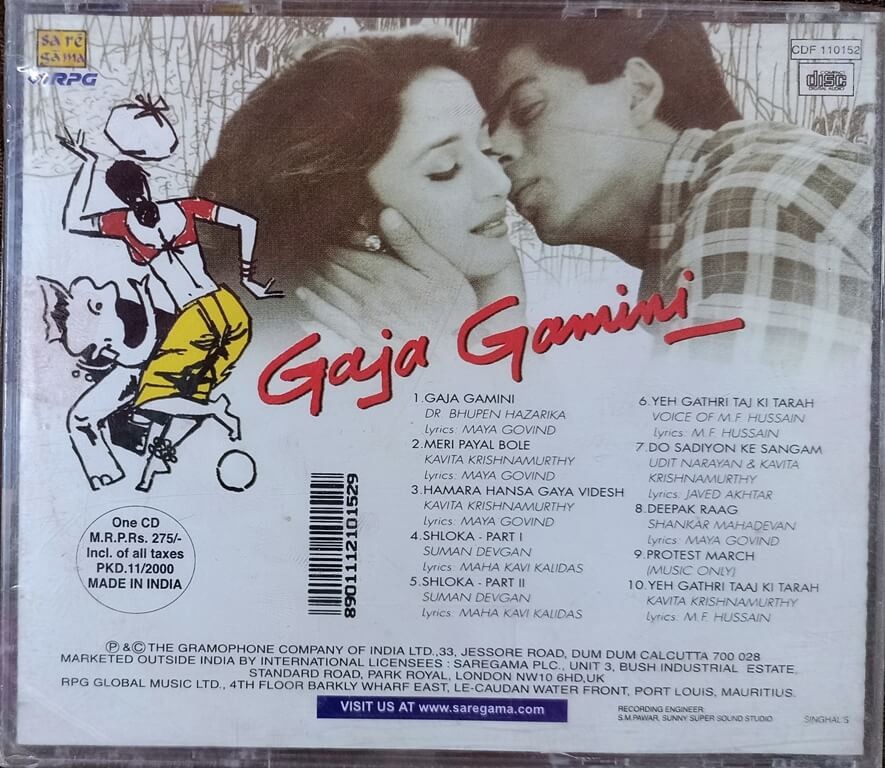 sa rē
gāma
RPG
CDF 110152
disc
DIGITAL AUDIO
Gaja Gamini
1. GAJA GAMINI
DR. BHUPEN HAZARIKA
Lyrics: MAYA GOVIND
2. MERI PAYAL BOLE
KAVITA KRISHNAMURTHY
Lyrics: MAYA GOVIND
3. HAMARA HANSA GAYA VIDESH
KAVITA KRISHNAMURTHY
Lyrics: MAYA GOVIND
4. SHLOKA - PART I
SUMAN DEVGAN
Lyrics: MAHA KAVI KALIDAS
5. SHLOKA - PART II
SUMAN DEVGAN
Lyrics: MAHA KAVI KALIDAS
6. YEH GATHRI TAJ KI TARAH
VOICE OF M.F. HUSSAIN
Lyrics: M.F. HUSSAIN
7. DO SADIYON KE SANGAM
UDIT NARAYAN & KAVITA
KRISHNAMURTHY
Lyrics: JAVED AKHTAR
8. DEEPAK RAAG
SHANKAR MAHADEVAN
Lyrics: MAYA GOVIND
9. PROTEST MARCH
(MUSIC ONLY)
10. YEH GATHRI TAAJ KI TARAH
KAVITA KRISHNAMURTHY
Lyrics: M.F. HUSSAIN
8901112101529
One CD
M.R.P.Rs. 275/-
Incl. of all taxes
PKD.11/2000
MADE IN INDIA
℗ & © THE GRAMOPHONE COMPANY OF INDIA LTD.,33, JESSORE ROAD, DUM DUM CALCUTTA 700 028
MARKETED OUTSIDE INDIA BY INTERNATIONAL LICENSEES : SAREGAMA PLC., UNIT 3, BUSH INDUSTRIAL ESTATE,
STANDARD ROAD, PARK ROYAL, LONDON NW10 6HD,UK
RPG GLOBAL MUSIC LTD., 4TH FLOOR BARKLY WHARF EAST, LE-CAUDAN WATER FRONT, PORT LOUIS, MAURITIUS.
VISIT US AT www.saregama.com
RECORDING ENGINEER:
S.M.PAWAR, SUNNY SUPER SOUND STUDIO
SINGHAL'S